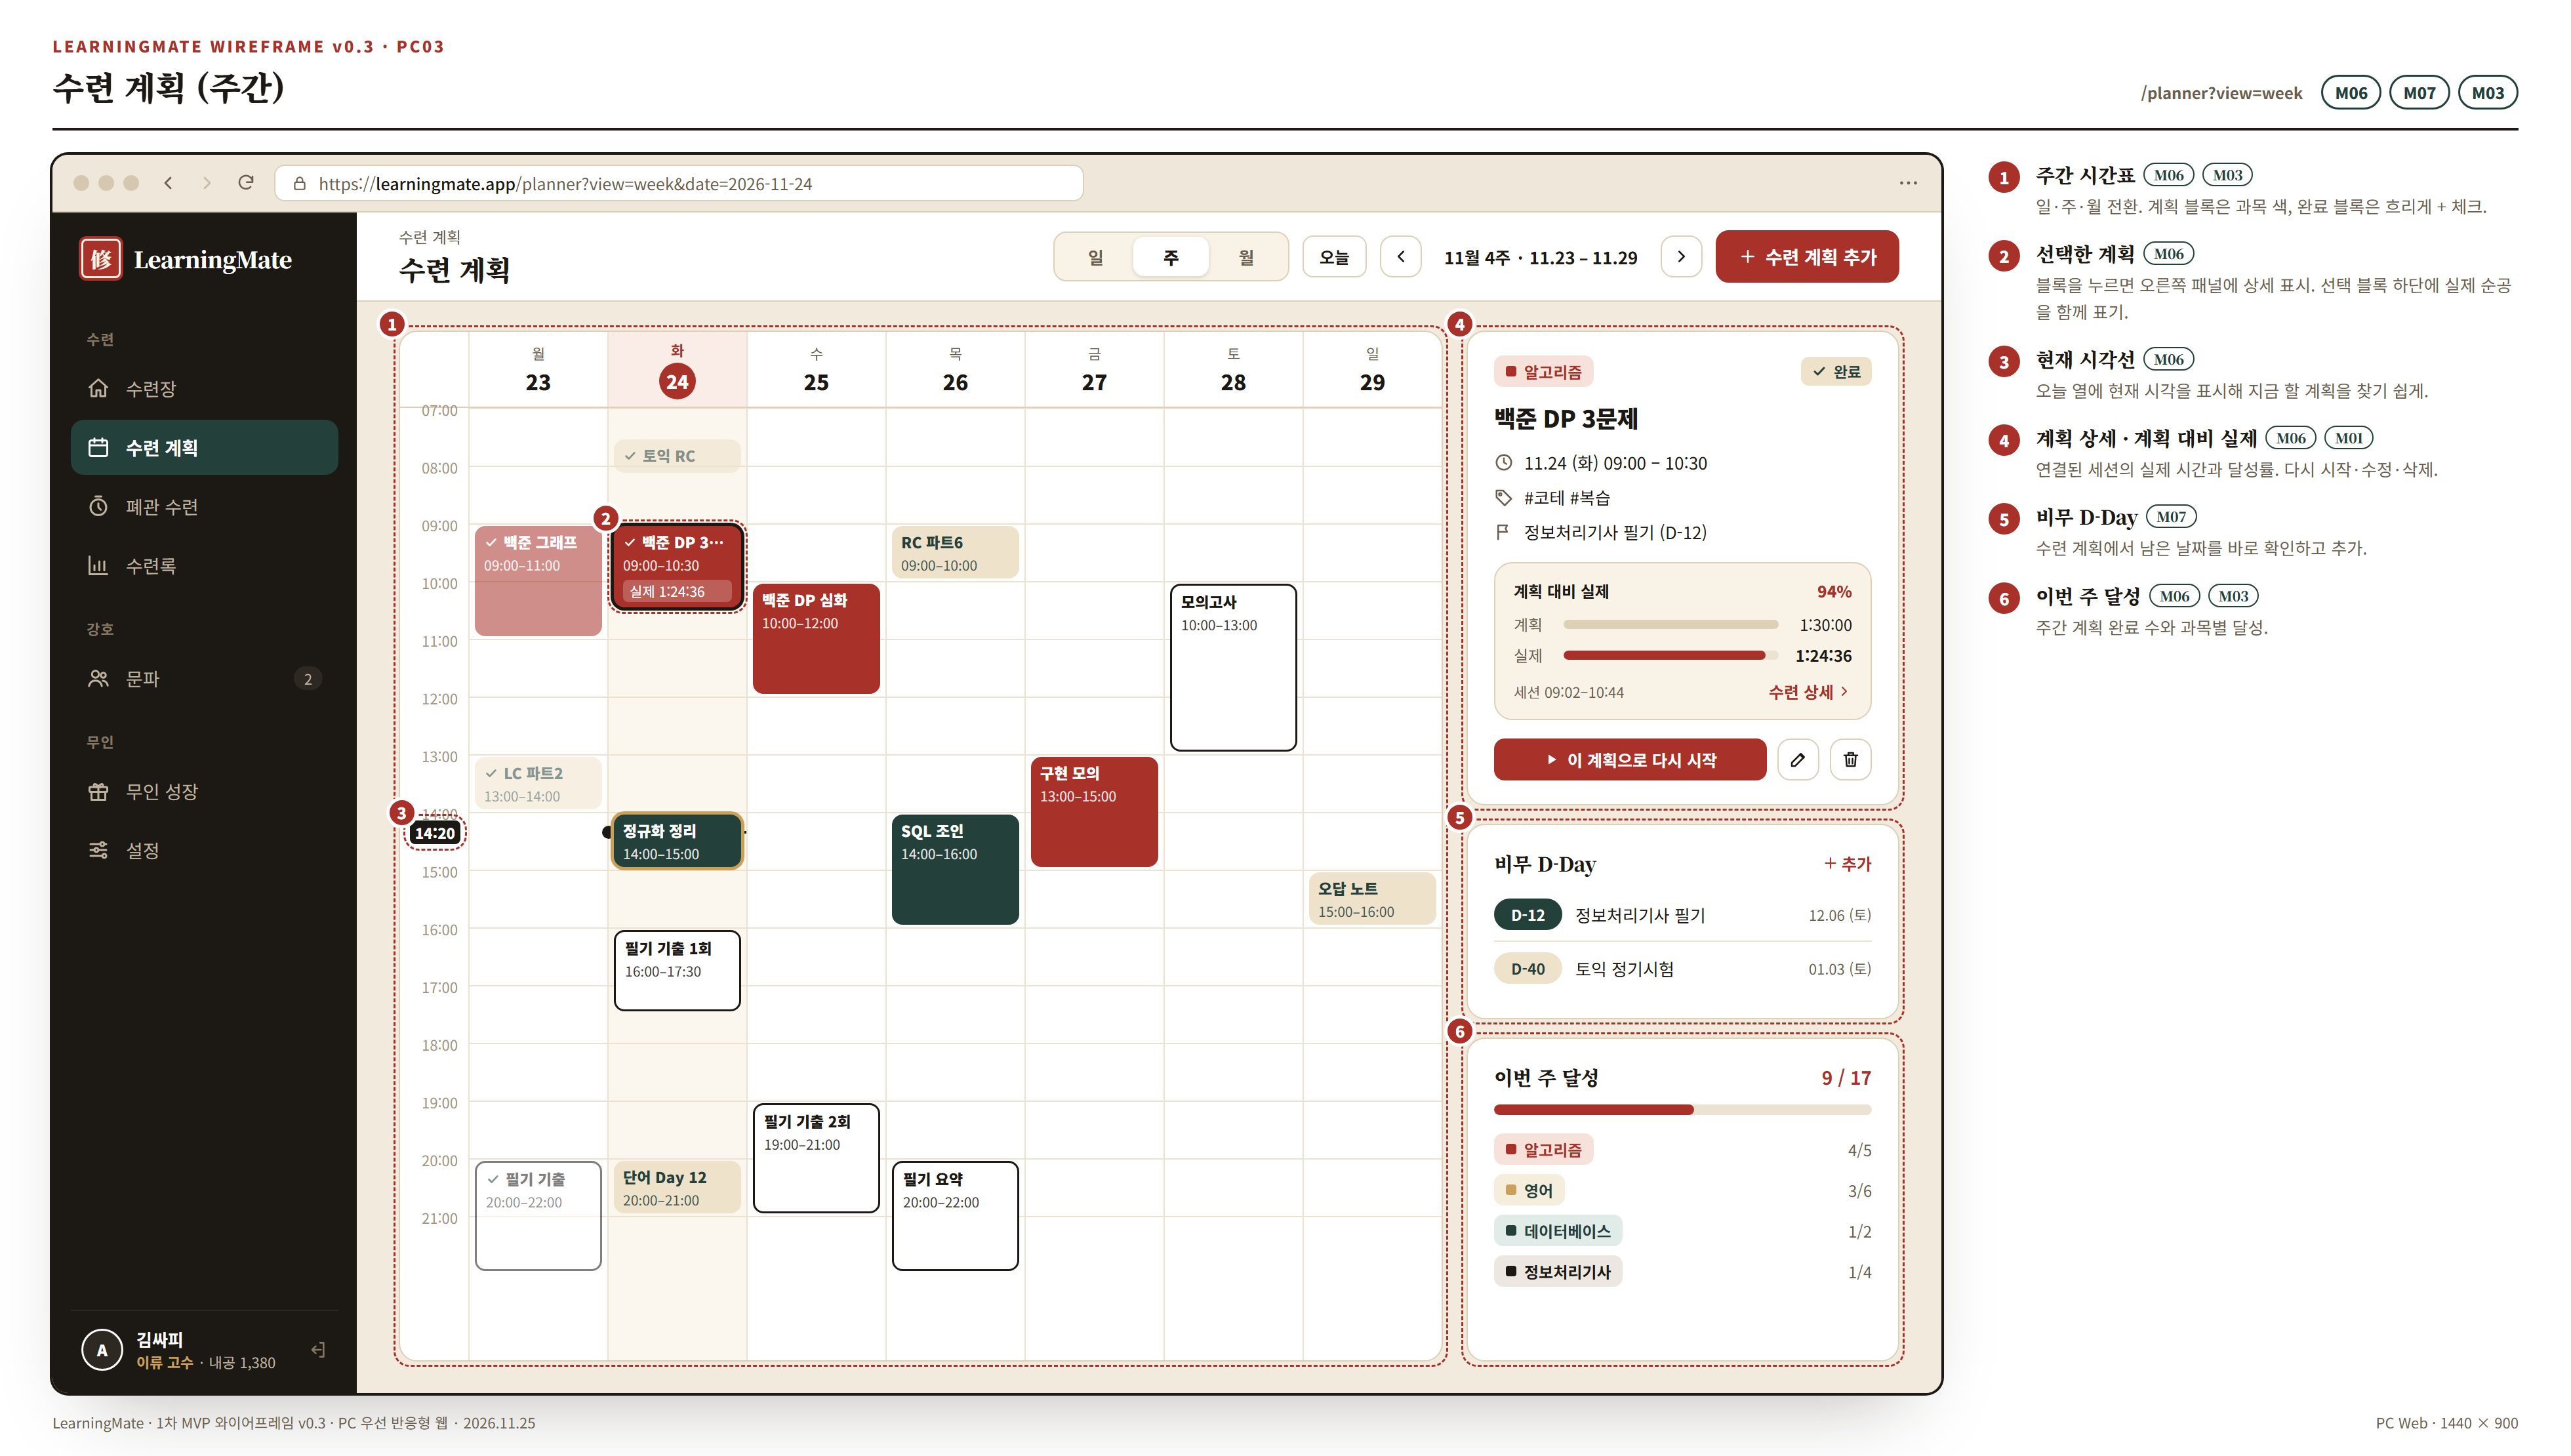 LEARNINGMATE WIREFRAME v0.3 · PC03
수련 계획 (주간)
/planner?view=week M06 M07 M03
https://learningmate.app/planner?view=week&date=2026-11-24
修 LearningMate
수련
수련장
수련 계획
폐관 수련
수련록
강호
문파 2
무인
무인 성장
설정
A 김싸피
이류 고수 · 내공 1,380
수련 계획
수련 계획
일 주 월 오늘 11월 4주 · 11.23 – 11.29 + 수련 계획 추가
1
월 화 수 목 금 토 일
23 24 25 26 27 28 29
07:00
08:00
09:00
10:00
11:00
12:00
13:00
14:00
3
14:20
15:00
16:00
17:00
18:00
19:00
20:00
21:00
백준 그래프
09:00–11:00
LC 파트2
13:00–14:00
필기 기출
20:00–22:00
토익 RC
2
백준 DP 3···
09:00–10:30
실제 1:24:36
정규화 정리
14:00–15:00
필기 기출 1회
16:00–17:30
단어 Day 12
20:00–21:00
백준 DP 심화
10:00–12:00
필기 기출 2회
19:00–21:00
RC 파트6
09:00–10:00
SQL 조인
14:00–16:00
필기 요약
20:00–22:00
구현 모의
13:00–15:00
모의고사
10:00–13:00
오답 노트
15:00–16:00
4
알고리즘 완료
백준 DP 3문제
11.24 (화) 09:00 – 10:30
#코테 #복습
정보처리기사 필기 (D-12)
계획 대비 실제 94%
계획 1:30:00
실제 1:24:36
세션 09:02–10:44 수련 상세
이 계획으로 다시 시작
5
비무 D-Day + 추가
D-12 정보처리기사 필기 12.06 (토)
D-40 토익 정기시험 01.03 (토)
6
이번 주 달성 9 / 17
알고리즘 4/5
영어 3/6
데이터베이스 1/2
정보처리기사 1/4
1 주간 시간표 M06 M03
일·주·월 전환. 계획 블록은 과목 색, 완료 블록은 흐리게 + 체크.
2 선택한 계획 M06
블록을 누르면 오른쪽 패널에 상세 표시. 선택 블록 하단에 실제 순공
을 함께 표기.
3 현재 시각선 M06
오늘 열에 현재 시각을 표시해 지금 할 계획을 찾기 쉽게.
4 계획 상세 · 계획 대비 실제 M06 M01
연결된 세션의 실제 시간과 달성률. 다시 시작·수정·삭제.
5 비무 D-Day M07
수련 계획에서 남은 날짜를 바로 확인하고 추가.
6 이번 주 달성 M06 M03
주간 계획 완료 수와 과목별 달성.
LearningMate · 1차 MVP 와이어프레임 v0.3 · PC 우선 반응형 웹 · 2026.11.25
PC Web · 1440 × 900